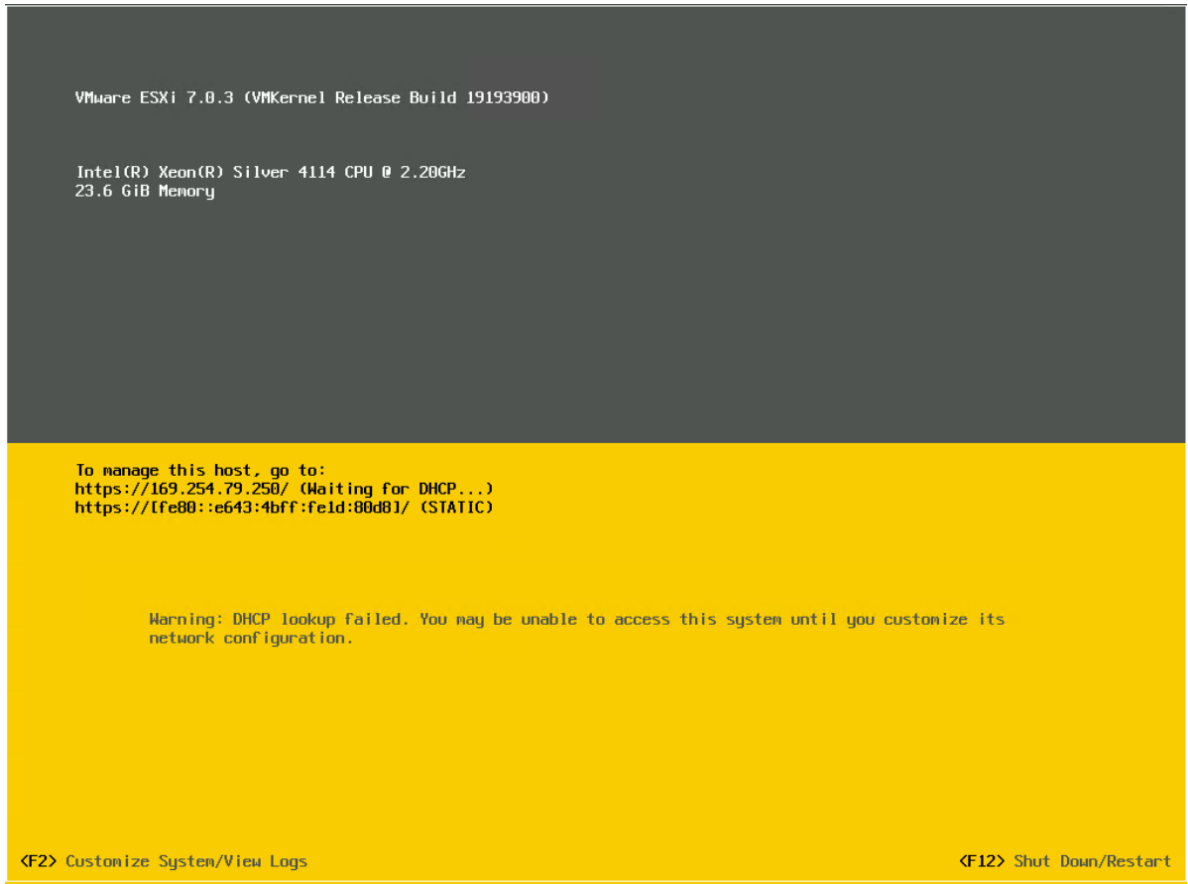 VMware ESXi 7.0.3 (VMKernel Release Build 19193900)
Intel(R) Xeon(R) Silver 4114 CPU @ 2.20GHz
23.6 GiB Memory
To manage this host, go to:
https://169.254.79.250/ (Waiting for DHCP...)
https://[fe80::e643:4bff:fe1d:80d8]/ (STATIC)
Warning: DHCP lookup failed. You may be unable to access this system until you customize its
network configuration.
<F2> Customize System/View Logs
<F12> Shut Down/Restart